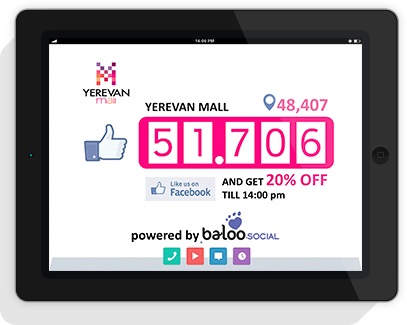 14:06 PM
YEREVAN
mall
YEREVAN MALL 48,407
51.706
Like us on
Facebook
AND GET 20% OFF
TILL 14:00 pm
powered by baloo SOCIAL